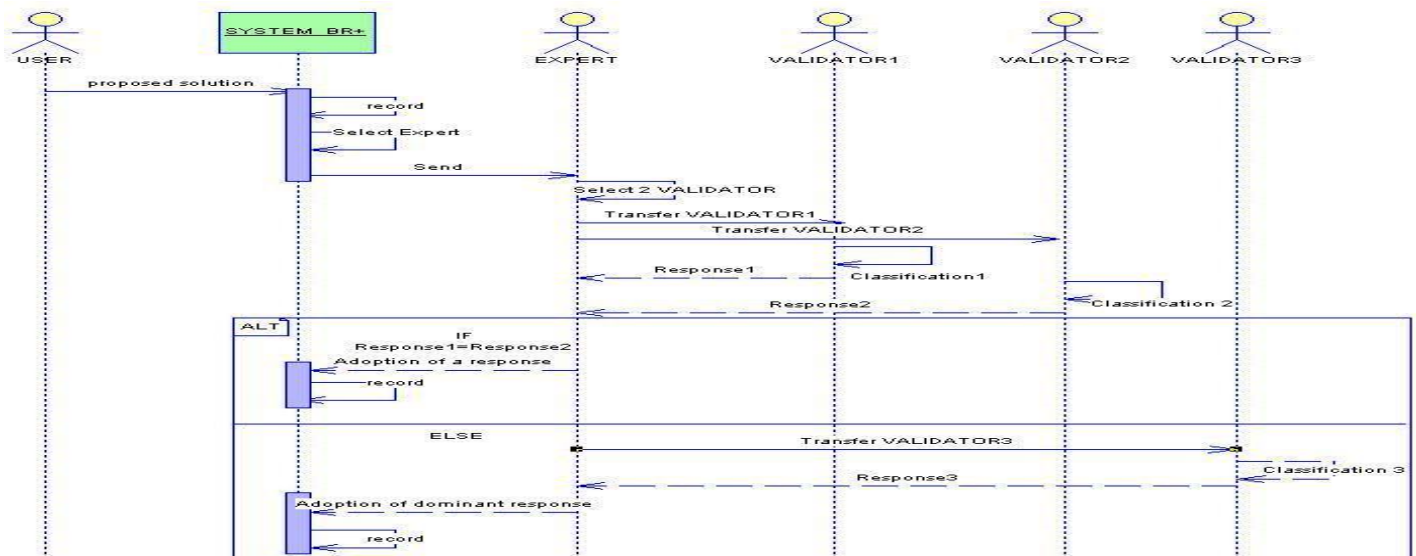 USER
SYSTEM_BR+
EXPERT
VALIDATOR1
VALIDATOR2
VALIDATOR3
proposed solution
record
Select Expert
Send
Select 2 VALIDATOR
Transfer VALIDATOR1
Transfer VALIDATOR2
Response1
Classification1
Response2
Classification 2
ALT
IF
Response1=Response2
Adoption of a response
record
ELSE
Transfer VALIDATOR3
Classification 3
Response3
Adoption of dominant response
record